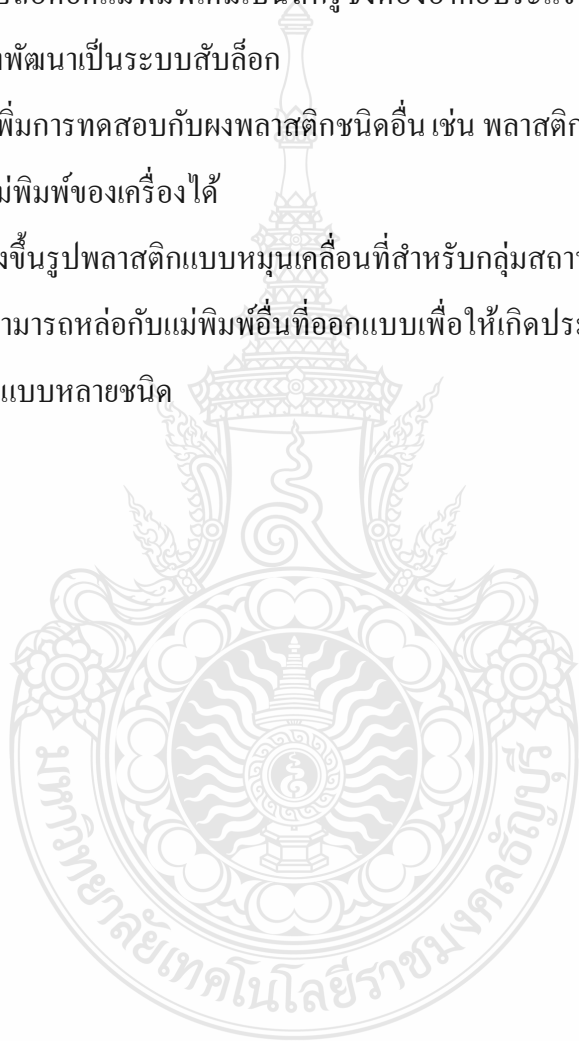 พัฒนาเป็นระบบสับล็อก
พิ่มการทดสอบกับผงพลาสติกชนิดอื่น เช่น พลาสติก
ม่พิมพ์ของเครื่องได้
งขึ้นรูปพลาสติกแบบหมุนเคลื่อนที่สำหรับกลุ่มสถา
ามารถหล่อกับแม่พิมพ์อื่นที่ออกแบบเพื่อให้เกิดประ
แบบหลายชนิด
มหาวิทยาลัยเทคโนโลยีราชมงคลธัญบุรี